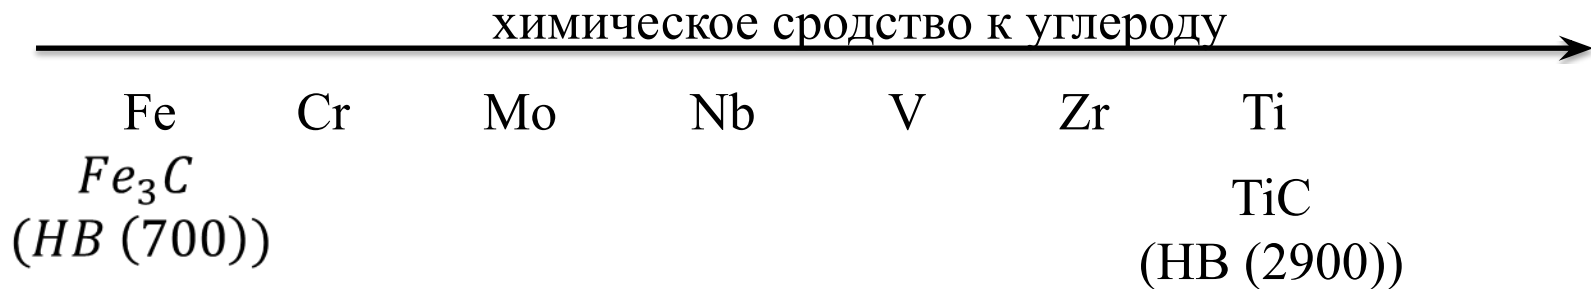 химическое сродство к углероду
Fe Cr Mo Nb V Zr Ti
Fe₃C
(HB (700))
TiC
(HB (2900))